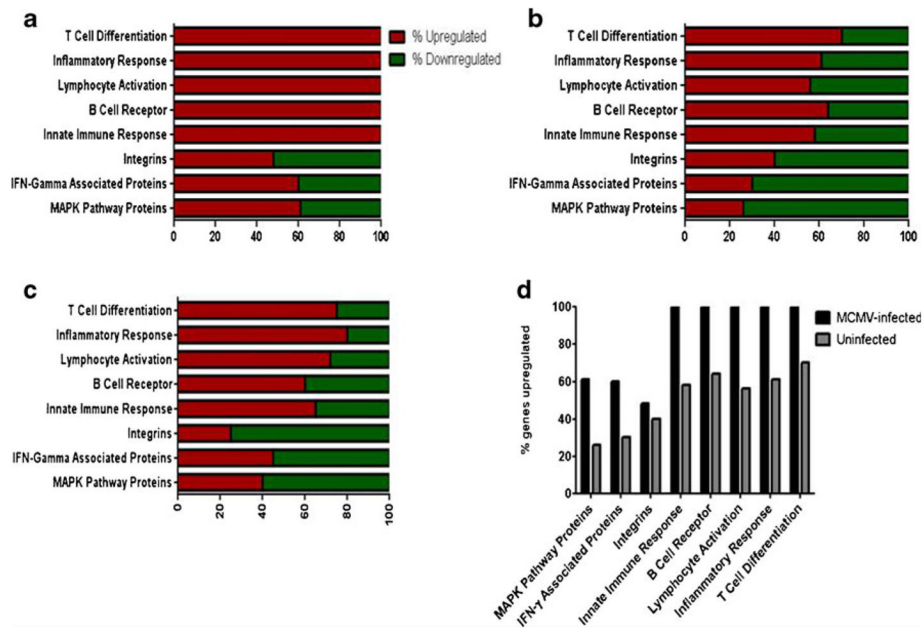 a
T Cell Differentiation
Inflammatory Response
Lymphocyte Activation
B Cell Receptor
Innate Immune Response
Integrins
IFN-Gamma Associated Proteins
MAPK Pathway Proteins
0 20 40 60 80 100
% Upregulated
% Downregulated
b
T Cell Differentiation
Inflammatory Response
Lymphocyte Activation
B Cell Receptor
Innate Immune Response
Integrins
IFN-Gamma Associated Proteins
MAPK Pathway Proteins
0 20 40 60 80 100
c
T Cell Differentiation
Inflammatory Response
Lymphocyte Activation
B Cell Receptor
Innate Immune Response
Integrins
IFN-Gamma Associated Proteins
MAPK Pathway Proteins
0 20 40 60 80 100
d
% genes upregulated
100
80
60
40
20
0
MCMV-infected
Uninfected
MAPK Pathway Proteins
IFN-γ Associated Proteins
Integrins
Innate Immune Response
B Cell Receptor
Lymphocyte Activation
Inflammatory Response
T Cell Differentiation